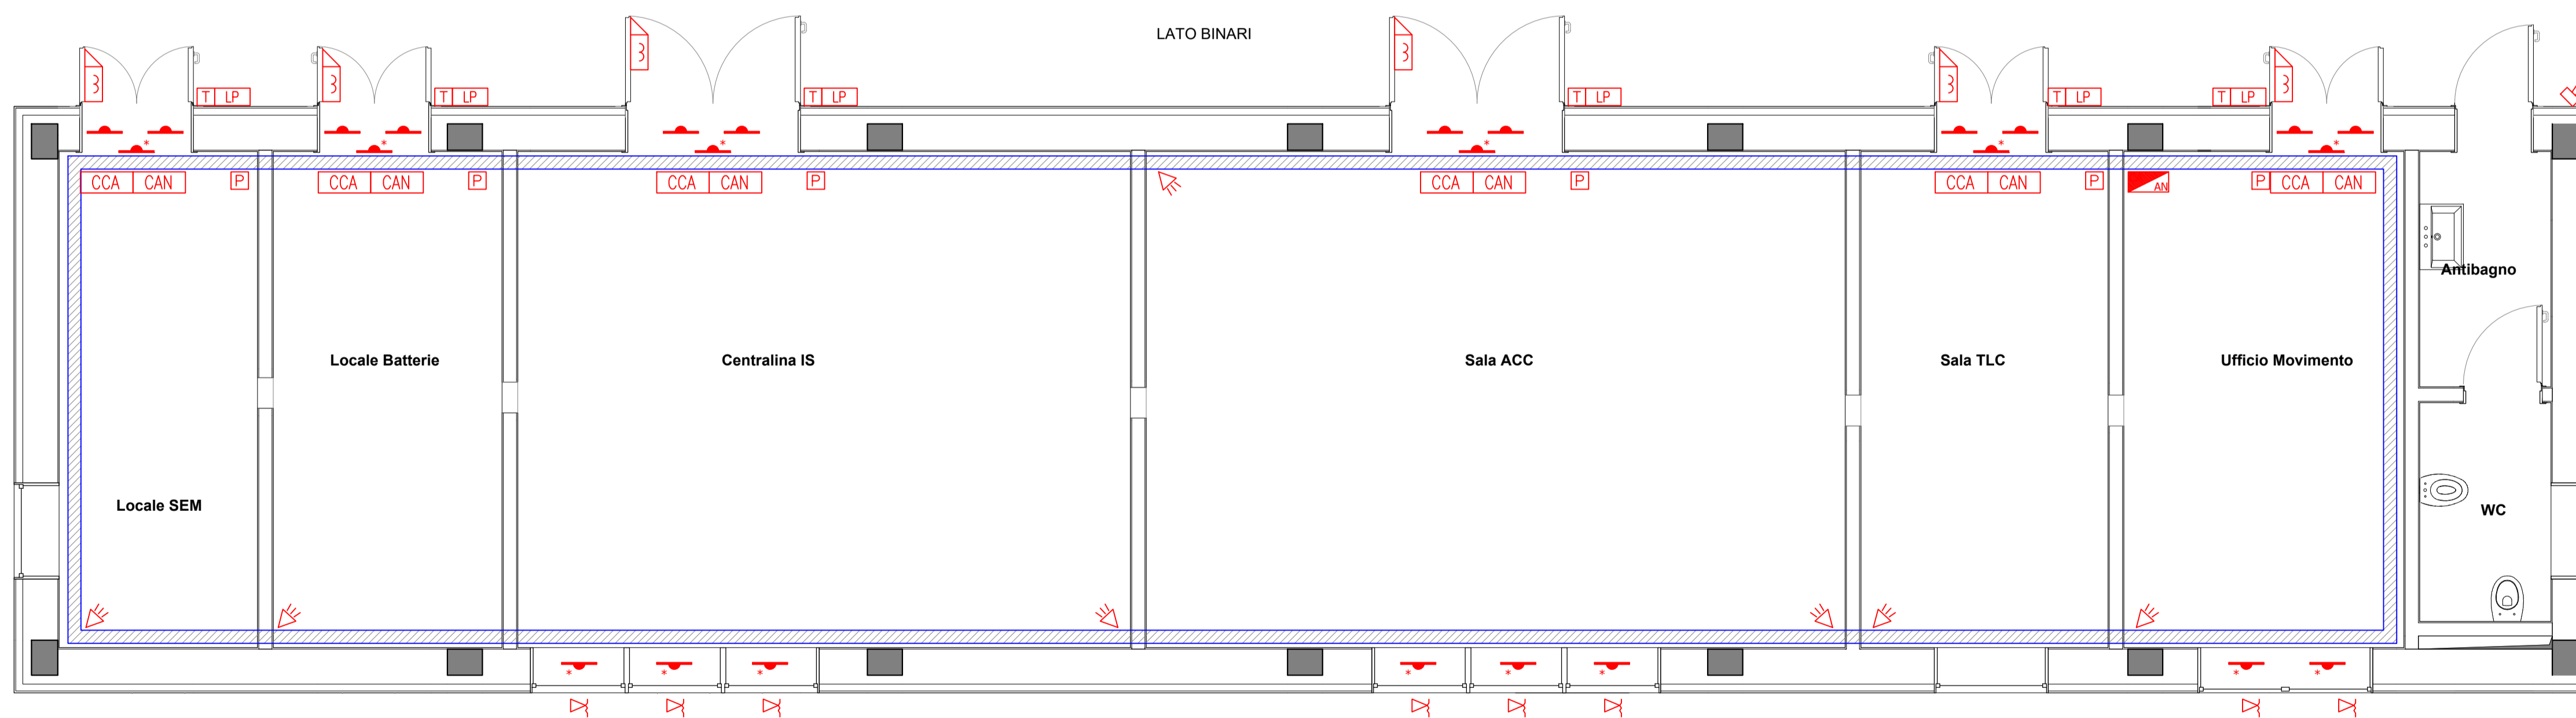 LATO BINARI
T LP
T LP
T LP
T LP
T LP
T LP
* * * * * *
CCA CAN P
CCA CAN P
CCA CAN P
CCA CAN P
CCA CAN P
AN P CCA CAN
Antibagno
Locale Batterie
Centralina IS
Sala ACC
Sala TLC
Ufficio Movimento
Locale SEM
WC
* * * * * * * *